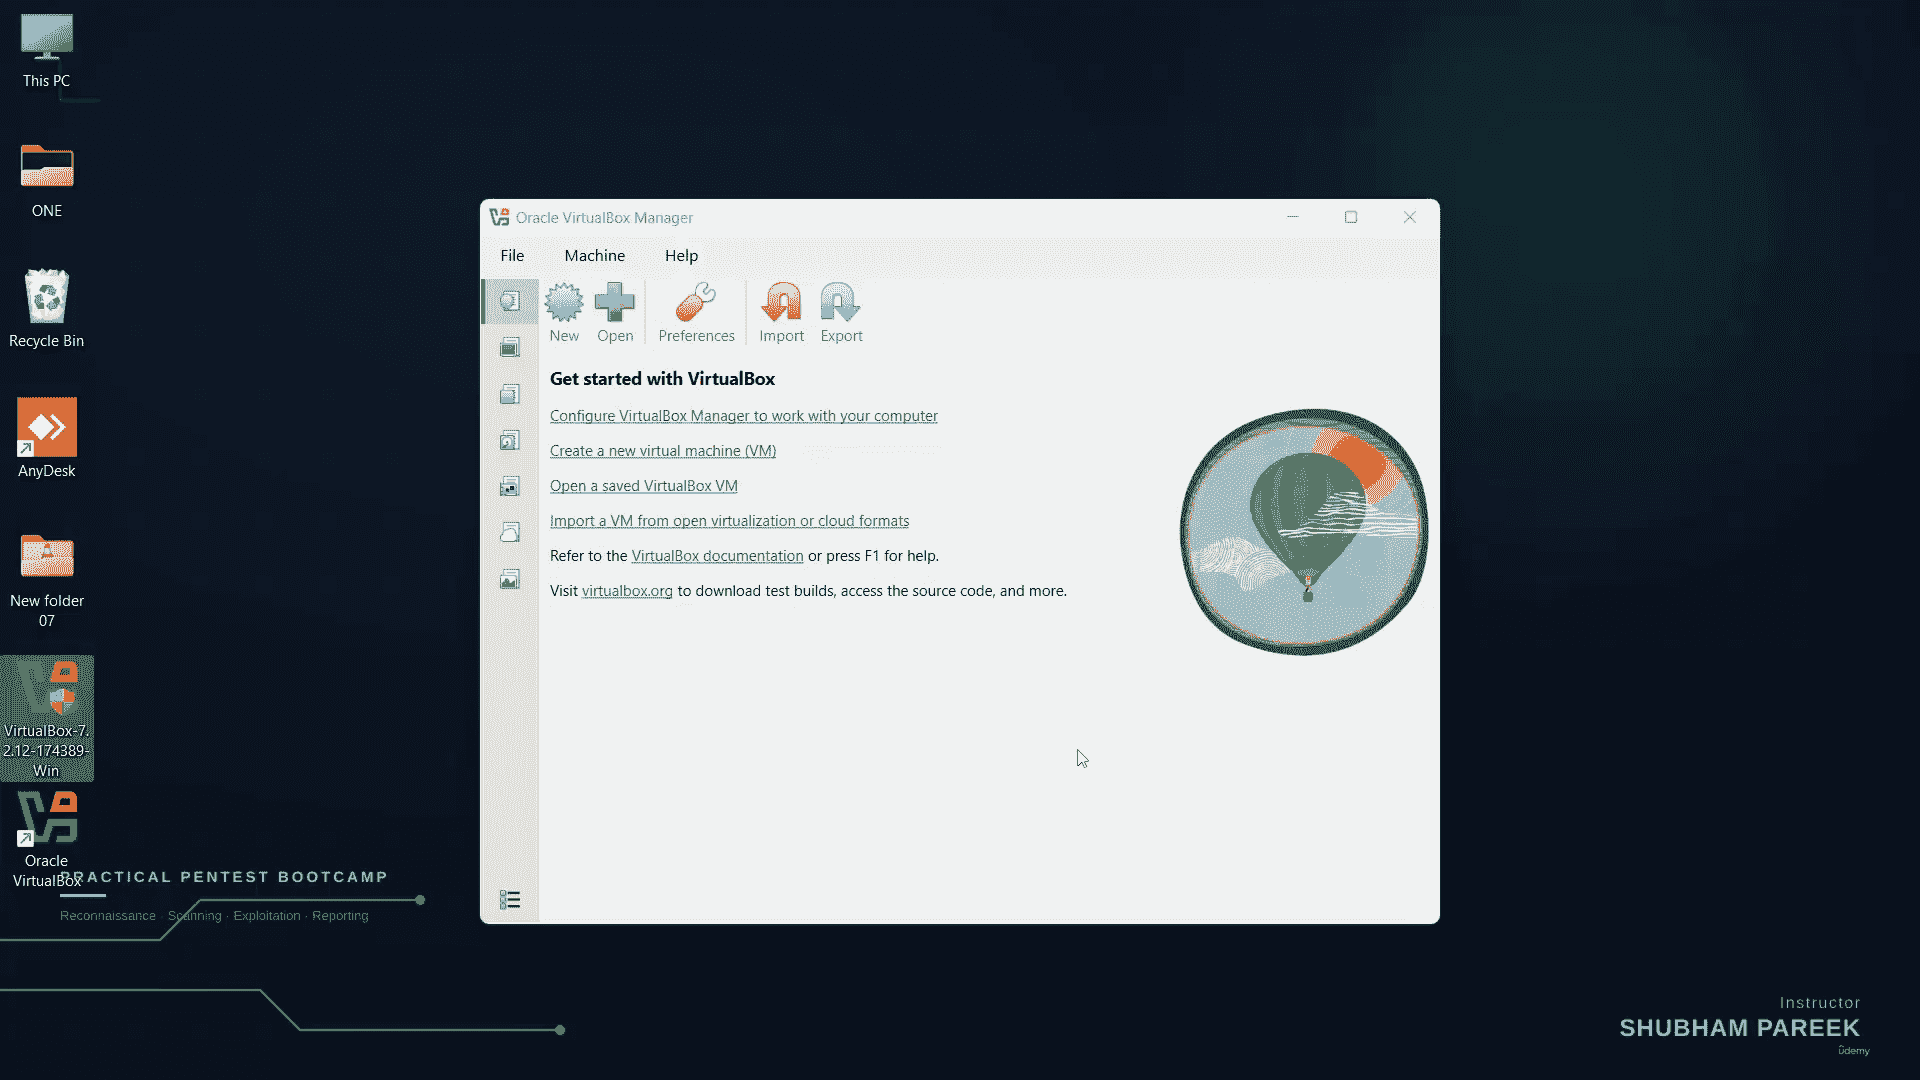 This PC
ONE
Recycle Bin
AnyDesk
New folder
07
VirtualBox-7.
2.12-174389-
Win
Oracle
VirtualBox
PRACTICAL PENTEST BOOTCAMP
Reconnaissance · Scanning · Exploitation · Reporting
Oracle VirtualBox Manager
File Machine Help
New Open Preferences Import Export
Get started with VirtualBox
Configure VirtualBox Manager to work with your computer
Create a new virtual machine (VM)
Open a saved VirtualBox VM
Import a VM from open virtualization or cloud formats
Refer to the VirtualBox documentation or press F1 for help.
Visit virtualbox.org to download test builds, access the source code, and more.
Instructor
SHUBHAM PAREEK
ûdemy